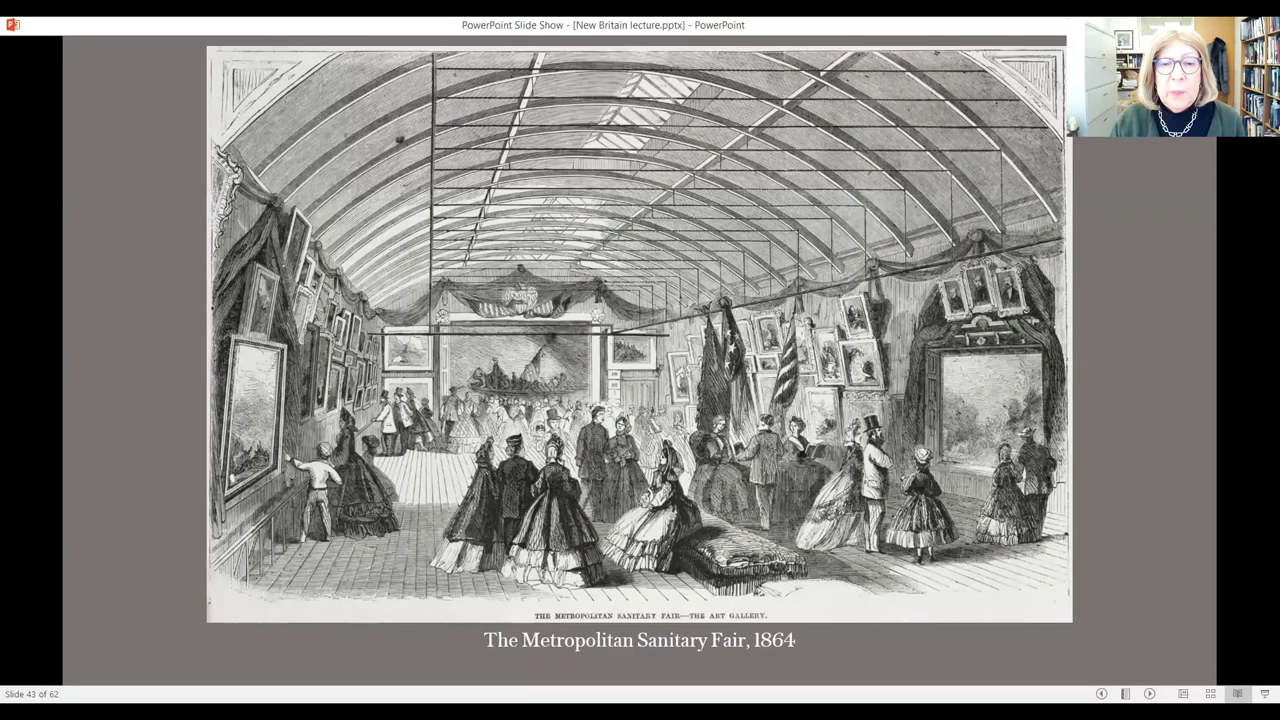 PowerPoint Slide Show - [New Britain lecture.pptx] - PowerPoint
THE METROPOLITAN SANITARY FAIR—THE ART GALLERY.
The Metropolitan Sanitary Fair, 1864
Slide 43 of 62